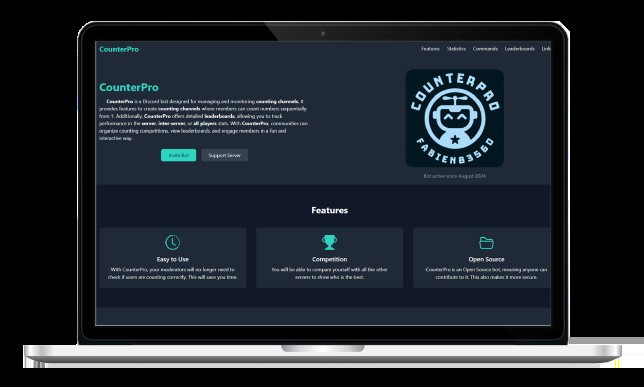 CounterPro
Features Statistics Commands Leaderboards Link
CounterPro
CounterPro is a Discord bot designed for managing and monitoring counting channels. It
provides features to create counting channels where members can count numbers sequentially
from 1. Additionally, CounterPro offers detailed leaderboards, allowing you to track
performance in the server, inter-server, or all players stats. With CounterPro, communities can
organize counting competitions, view leaderboards, and engage members in a fun and
interactive way.
Invite Bot Support Server
COUNTERPRO
FABIENB3560
Bot active since August 2024
Features
Easy to Use
With CounterPro, your moderators will no longer need to
check if users are counting correctly. This will save you time.
Competition
You will be able to compare yourself with all the other
servers to show who is the best.
Open Source
CounterPro is an Open Source bot, meaning anyone can
contribute to it. This also makes it more secure.